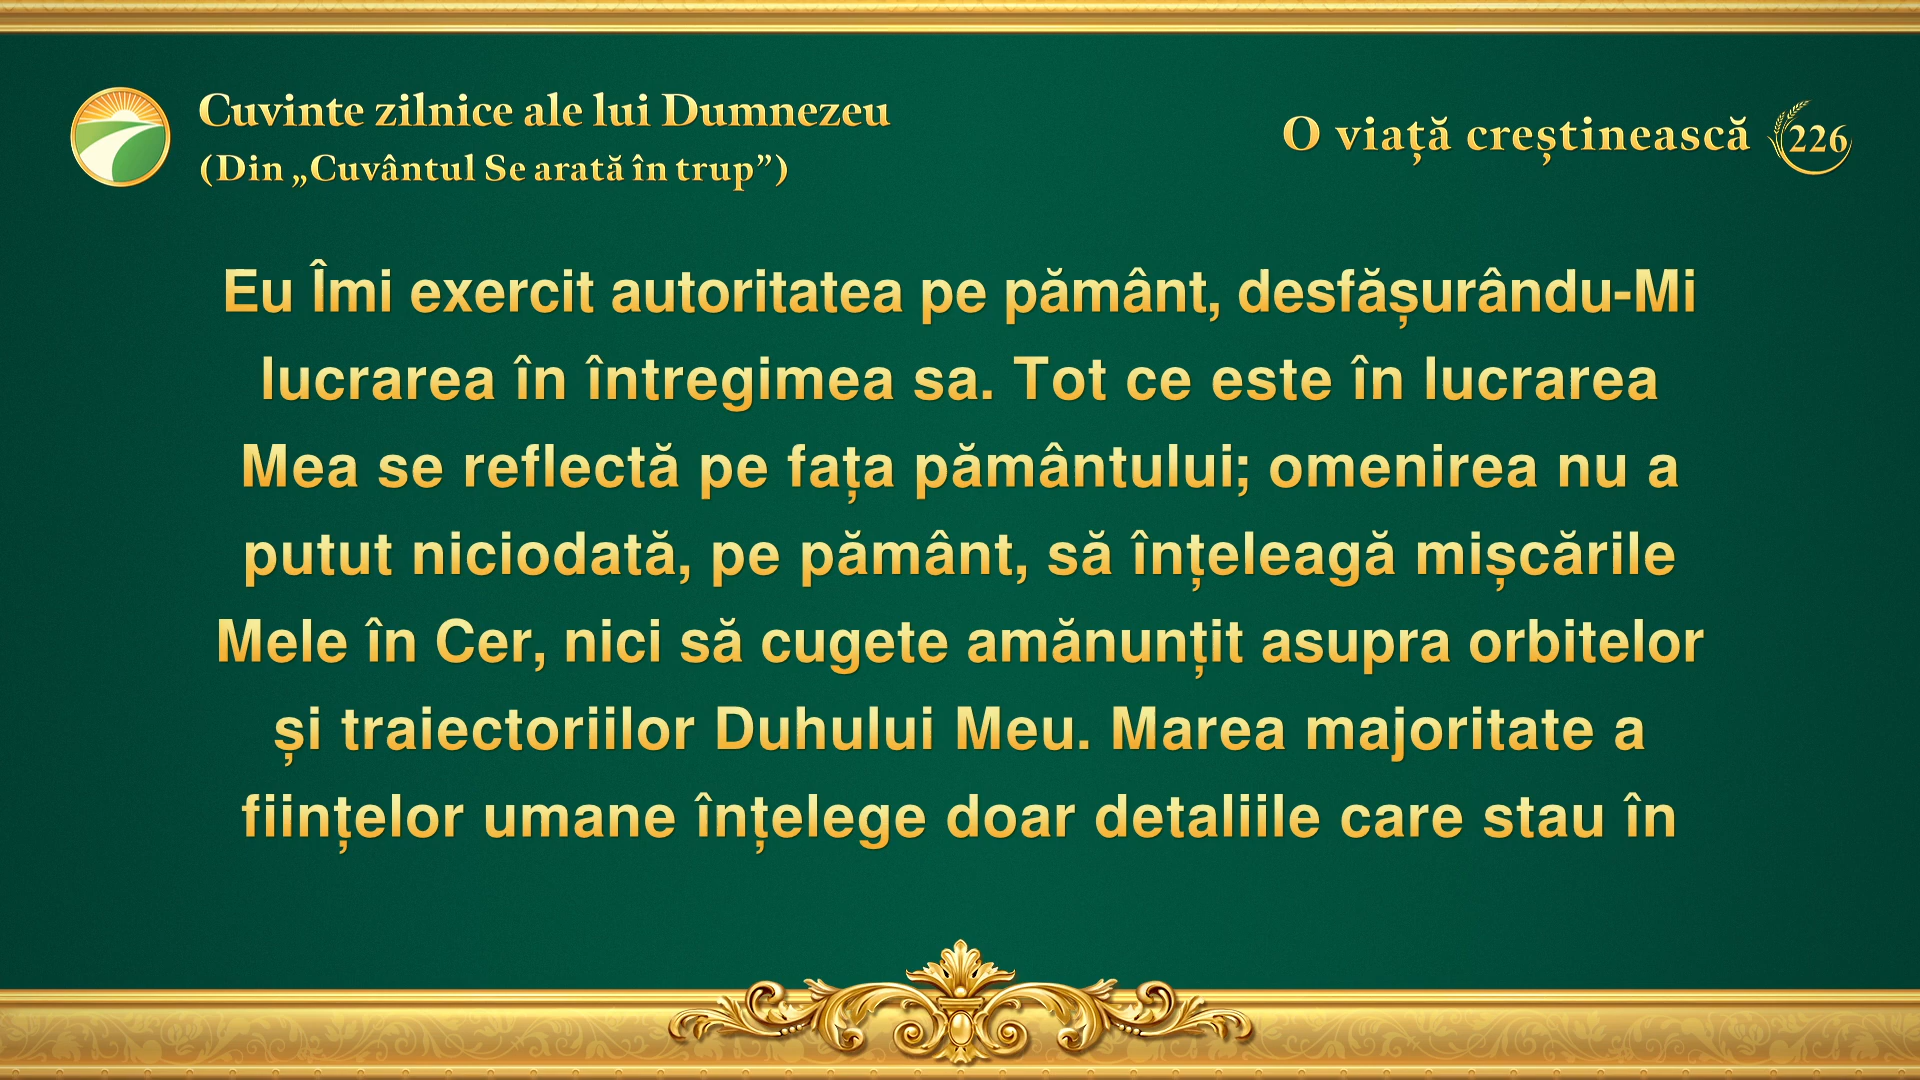 Cuvinte zilnice ale lui Dumnezeu
(Din „Cuvântul Se arată în trup”)
O viață creștinească 226
Eu Îmi exercit autoritatea pe pământ, desfășurându-Mi
lucrarea în întregimea sa. Tot ce este în lucrarea
Mea se reflectă pe fața pământului; omenirea nu a
putut niciodată, pe pământ, să înțeleagă mișcările
Mele în Cer, nici să cugete amănunțit asupra orbitelor
și traiectoriilor Duhului Meu. Marea majoritate a
ființelor umane înțelege doar detaliile care stau în